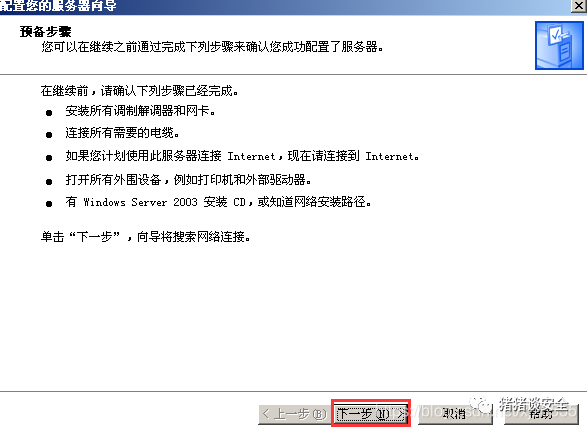 配置您的服务器向导
预备步骤
您可以在继续之前通过完成下列步骤来确认您成功配置了服务器。
在继续前，请确认下列步骤已经完成。
● 安装所有调制解调器和网卡。
● 连接所有需要的电缆。
● 如果您计划使用此服务器连接 Internet，现在请连接到 Internet。
● 打开所有外围设备，例如打印机和外部驱动器。
● 有 Windows Server 2003 安装 CD，或知道网络安装路径。
单击“下一步”，向导将搜索网络连接。
< 上一步(B) 下一步(N) > 取消 帮助
猪猪谈安全